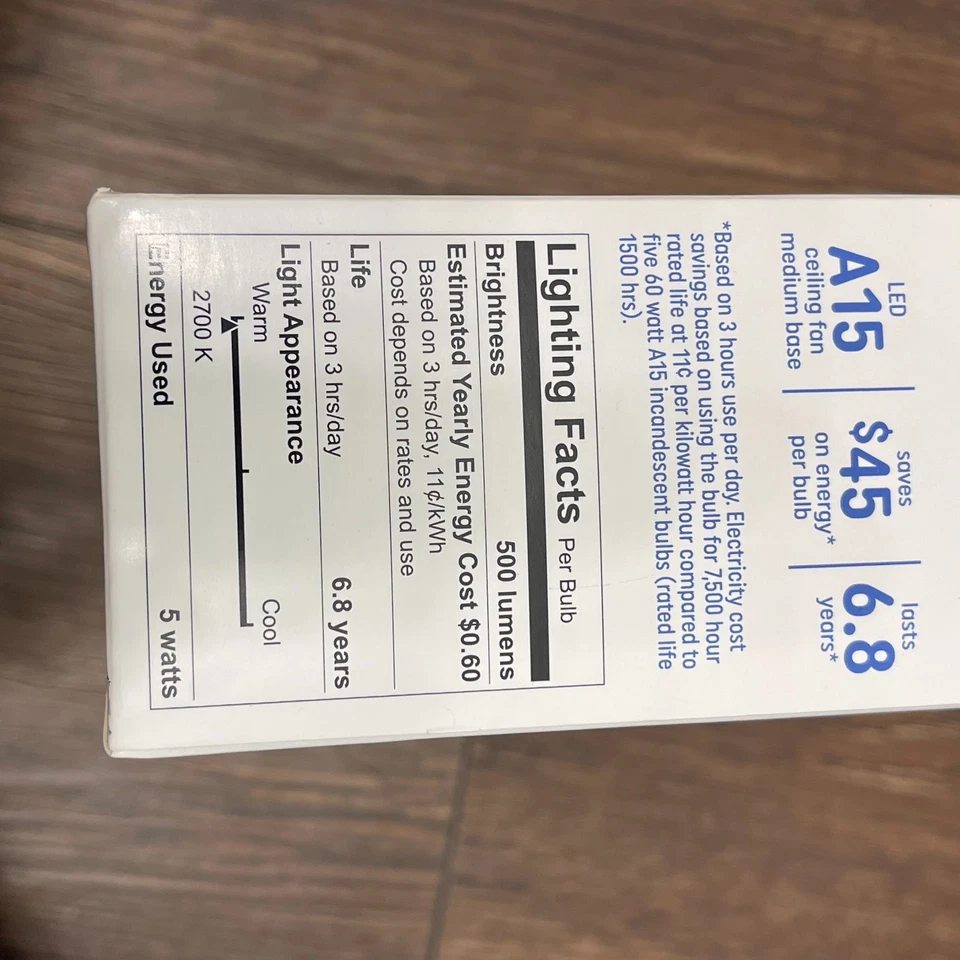 LED
A15
ceiling fan
medium base
saves
$45
on energy*
per bulb
lasts
6.8
years*
*Based on 3 hours use per day. Electricity cost
savings based on using the bulb for 7,500 hour
rated life at 11¢ per kilowatt hour compared to
five 60 watt A15 incandescent bulbs (rated life
1500 hrs).
Lighting Facts Per Bulb
Brightness 500 lumens
Estimated Yearly Energy Cost $0.60
Based on 3 hrs/day, 11¢/kWh
Cost depends on rates and use
Life
Based on 3 hrs/day 6.8 years
Light Appearance
Warm Cool
2700 K
Energy Used 5 watts